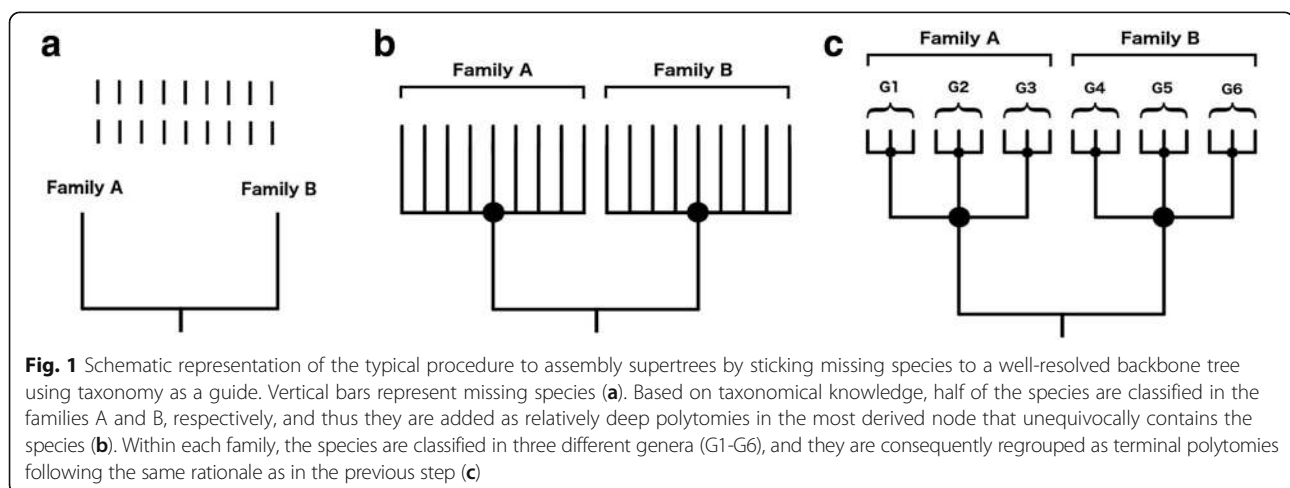 a
b
c
Family A
Family B
Family A
Family B
Family A
Family B
G1 G2 G3 G4 G5 G6
Fig. 1 Schematic representation of the typical procedure to assembly supertrees by sticking missing species to a well-resolved backbone tree
using taxonomy as a guide. Vertical bars represent missing species (a). Based on taxonomical knowledge, half of the species are classified in the
families A and B, respectively, and thus they are added as relatively deep polytomies in the most derived node that unequivocally contains the
species (b). Within each family, the species are classified in three different genera (G1-G6), and they are consequently regrouped as terminal polytomies
following the same rationale as in the previous step (c)